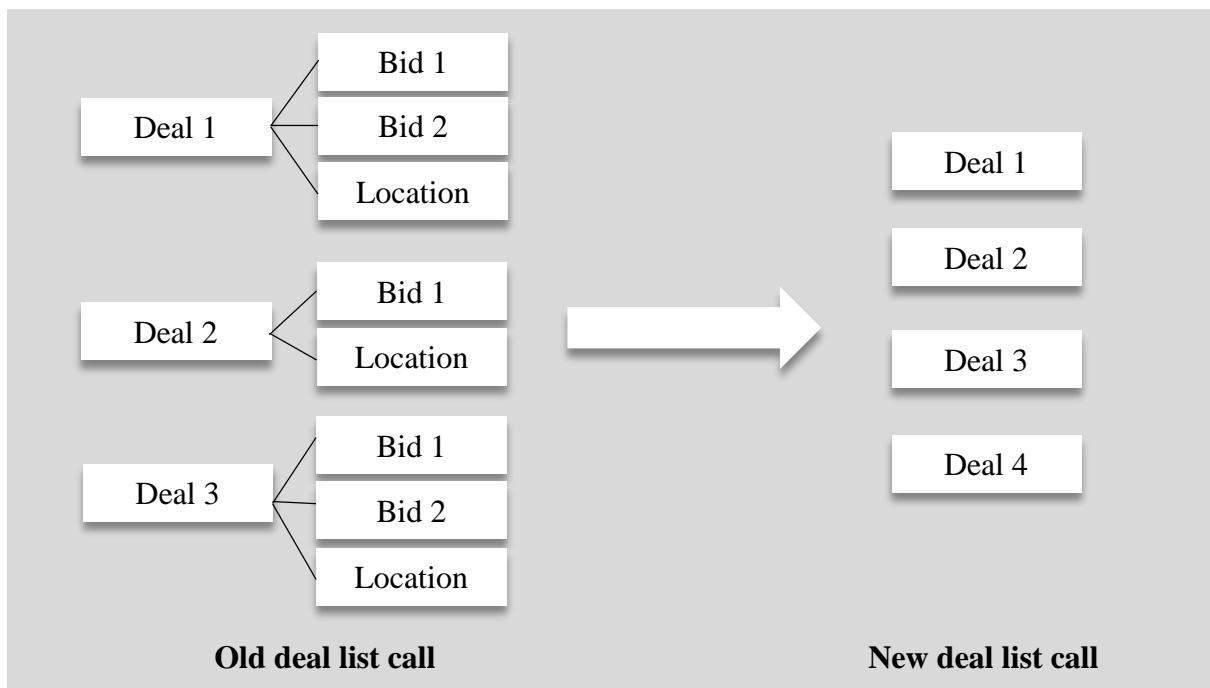 Deal 1
Bid 1
Bid 2
Location
Deal 2
Bid 1
Location
Deal 3
Bid 1
Bid 2
Location
Old deal list call
Deal 1
Deal 2
Deal 3
Deal 4
New deal list call